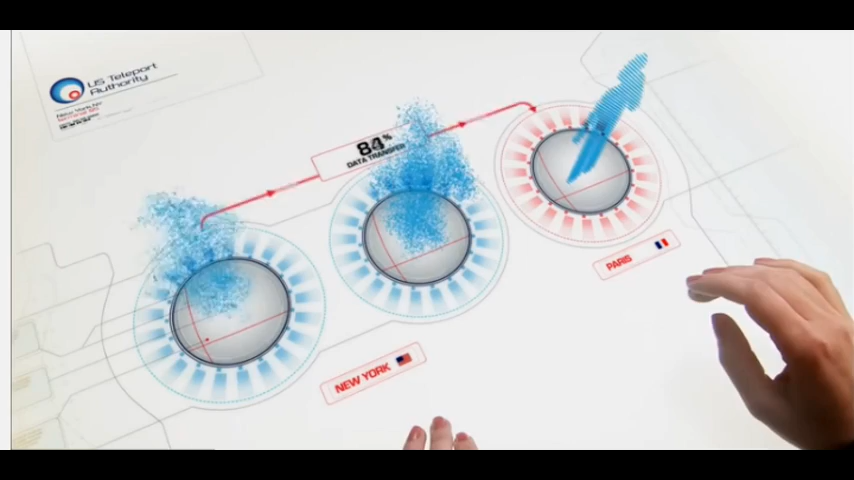 US Teleport
Authority
84%
DATA TRANSFER
NEW YORK
PARIS